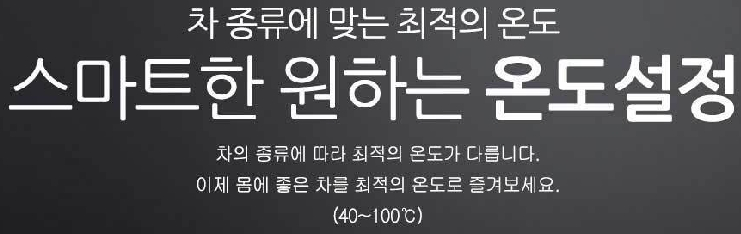 차 종류에 맞는 최적의 온도
스마트한 원하는 온도설정
차의 종류에 따라 최적의 온도가 다릅니다.
이제 몸에 좋은 차를 최적의 온도로 즐겨보세요.
(40~100℃)